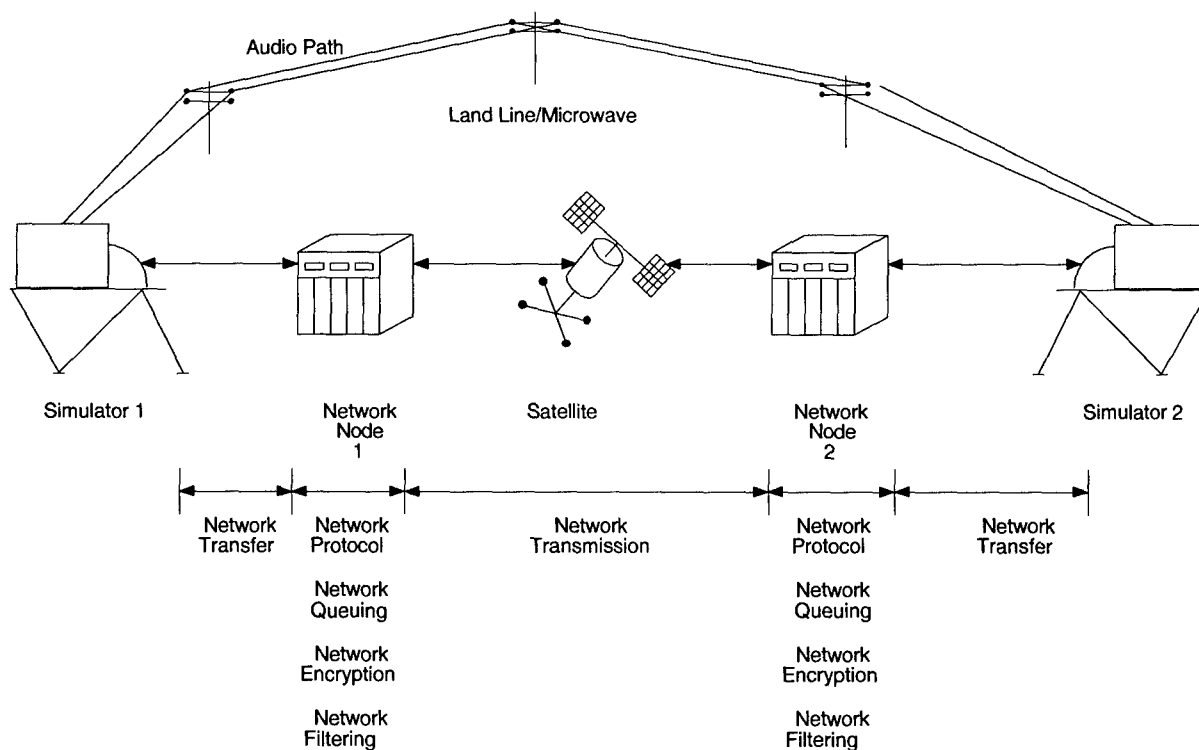 Audio Path
Land Line/Microwave
Simulator 1
Network
Node
1
Satellite
Network
Node
2
Simulator 2
Network
Transfer
Network
Protocol
Network
Transmission
Network
Protocol
Network
Transfer
Network
Queuing
Network
Queuing
Network
Encryption
Network
Encryption
Network
Filtering
Network
Filtering